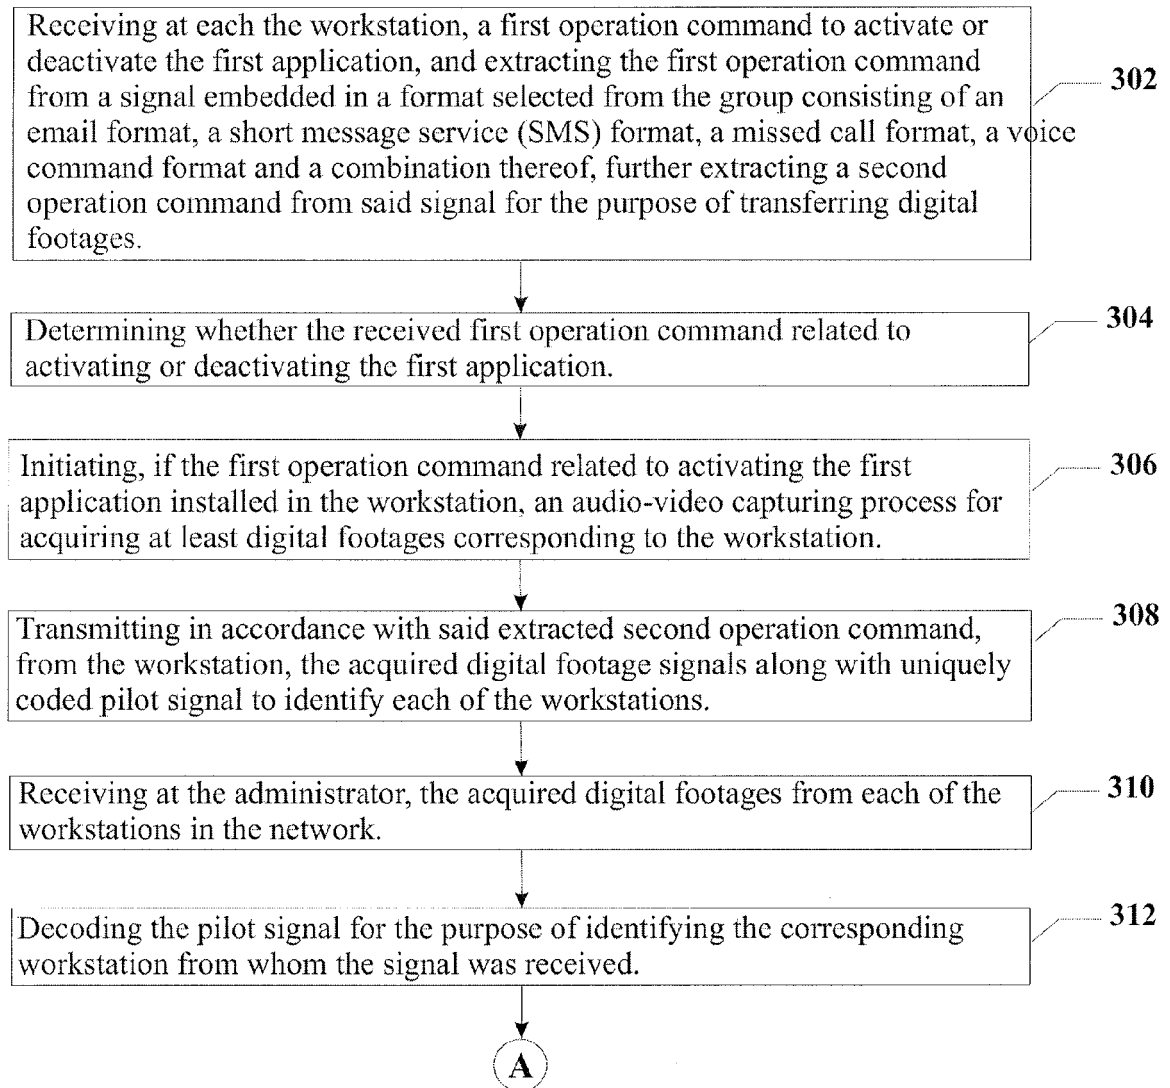 Receiving at each the workstation, a first operation command to activate or
deactivate the first application, and extracting the first operation command
from a signal embedded in a format selected from the group consisting of an
email format, a short message service (SMS) format, a missed call format, a voice
command format and a combination thereof, further extracting a second
operation command from said signal for the purpose of transferring digital
footages.
302
Determining whether the received first operation command related to
activating or deactivating the first application.
304
Initiating, if the first operation command related to activating the first
application installed in the workstation, an audio-video capturing process for
acquiring at least digital footages corresponding to the workstation.
306
Transmitting in accordance with said extracted second operation command,
from the workstation, the acquired digital footage signals along with uniquely
coded pilot signal to identify each of the workstations.
308
Receiving at the administrator, the acquired digital footages from each of the
workstations in the network.
310
Decoding the pilot signal for the purpose of identifying the corresponding
workstation from whom the signal was received.
312
A